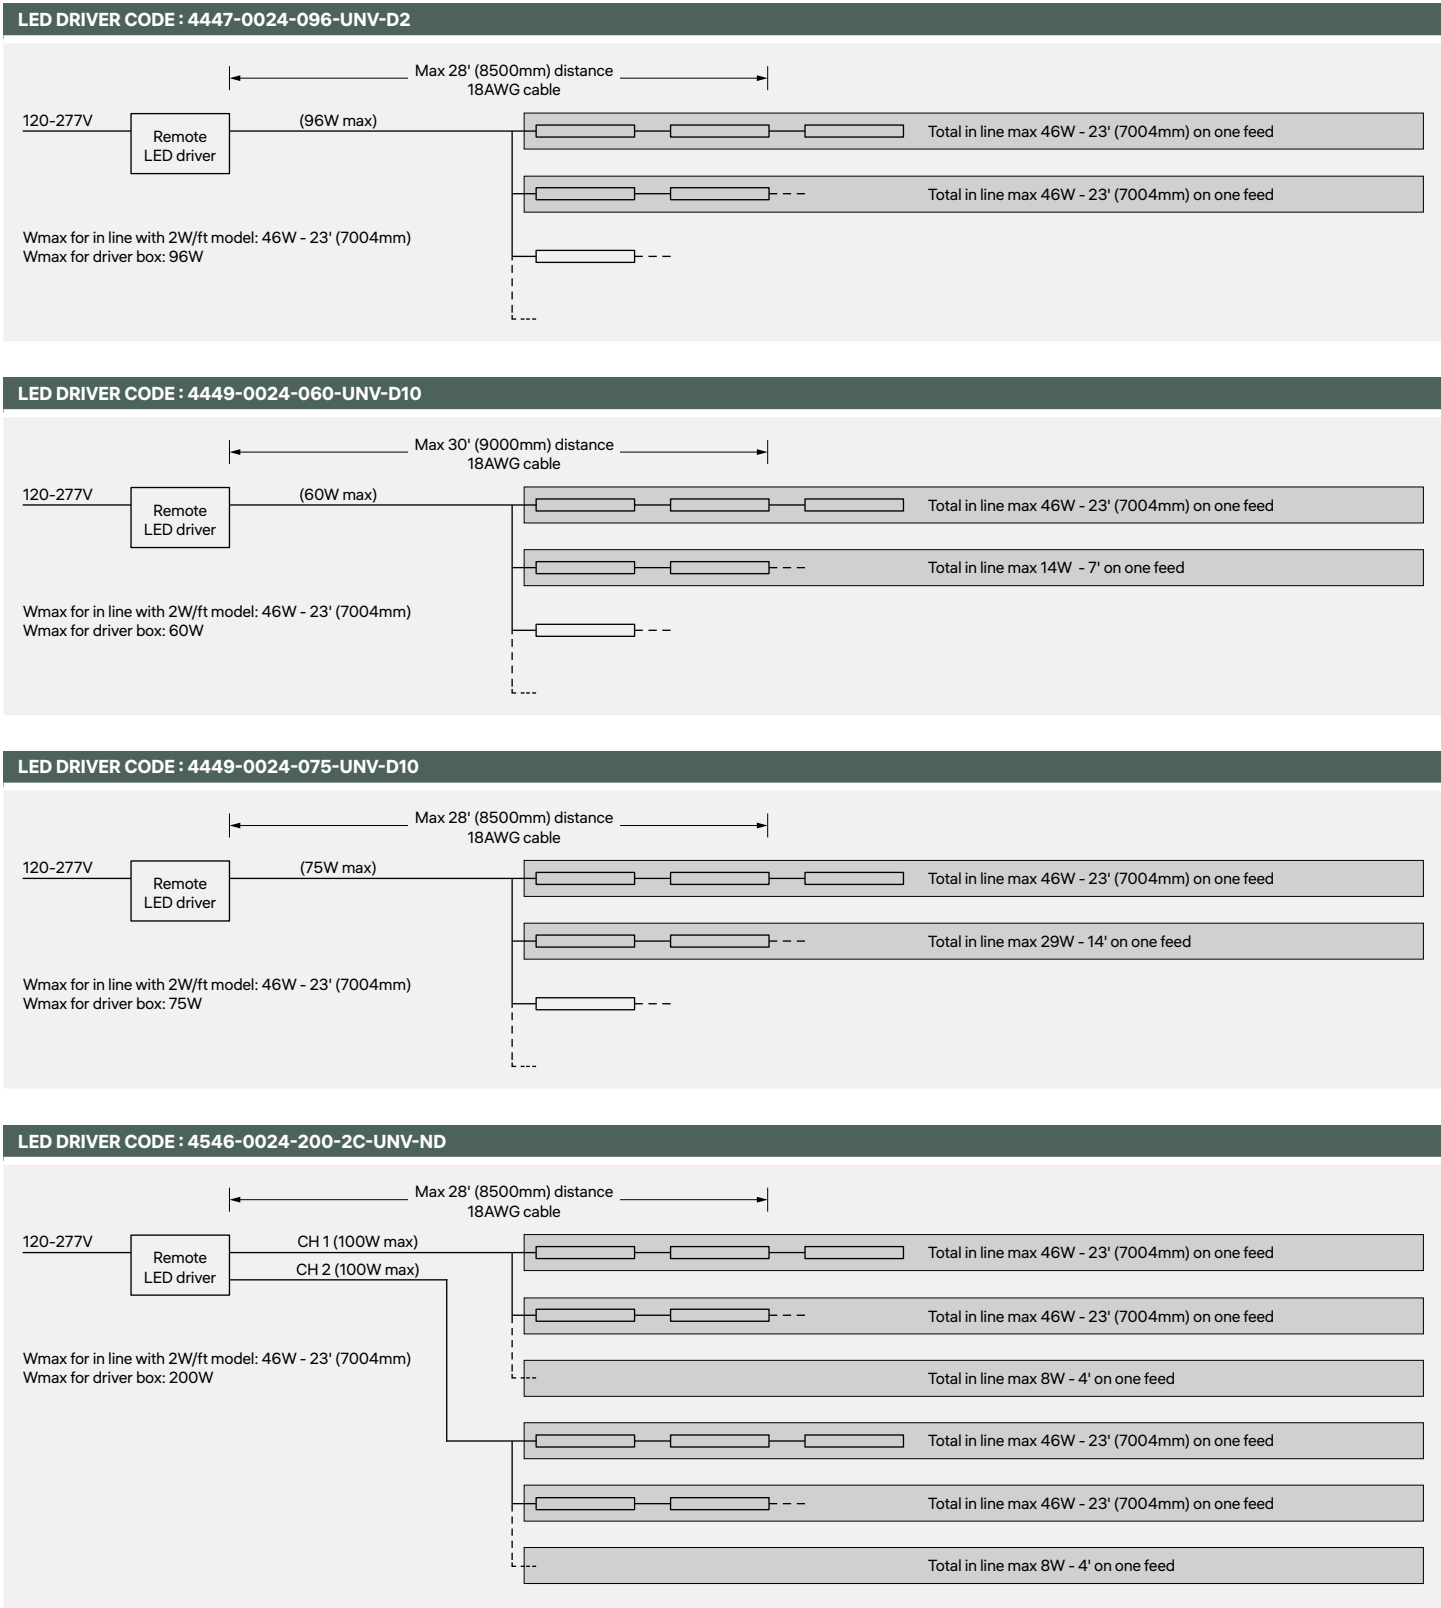 LED DRIVER CODE : 4447-0024-096-UNV-D2
Max 28' (8500mm) distance
18AWG cable
120-277V
Remote
LED driver
(96W max)
Total in line max 46W - 23' (7004mm) on one feed
Total in line max 46W - 23' (7004mm) on one feed
Wmax for in line with 2W/ft model: 46W - 23' (7004mm)
Wmax for driver box: 96W
LED DRIVER CODE : 4449-0024-060-UNV-D10
Max 30' (9000mm) distance
18AWG cable
120-277V
Remote
LED driver
(60W max)
Total in line max 46W - 23' (7004mm) on one feed
Total in line max 14W - 7' on one feed
Wmax for in line with 2W/ft model: 46W - 23' (7004mm)
Wmax for driver box: 60W
LED DRIVER CODE : 4449-0024-075-UNV-D10
Max 28' (8500mm) distance
18AWG cable
120-277V
Remote
LED driver
(75W max)
Total in line max 46W - 23' (7004mm) on one feed
Total in line max 29W - 14' on one feed
Wmax for in line with 2W/ft model: 46W - 23' (7004mm)
Wmax for driver box: 75W
LED DRIVER CODE : 4546-0024-200-2C-UNV-ND
Max 28' (8500mm) distance
18AWG cable
120-277V
Remote
LED driver
CH 1 (100W max)
CH 2 (100W max)
Total in line max 46W - 23' (7004mm) on one feed
Total in line max 46W - 23' (7004mm) on one feed
Wmax for in line with 2W/ft model: 46W - 23' (7004mm)
Wmax for driver box: 200W
Total in line max 8W - 4' on one feed
Total in line max 46W - 23' (7004mm) on one feed
Total in line max 46W - 23' (7004mm) on one feed
Total in line max 8W - 4' on one feed